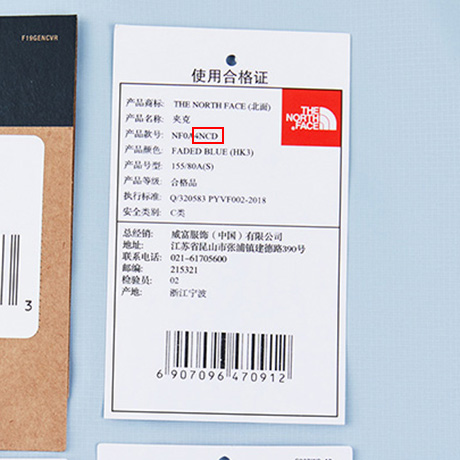 F19GENCVR
使用合格证
产品商标: THE NORTH FACE (北面)
产品名称: 夹克
产品款号: NF0A4NCD
产品颜色: FADED BLUE (HK3)
产品号型: 155/80A(S)
产品等级: 合格品
执行标准: Q/320583 PYVF002-2018
安全类别: C类
THE
NORTH
FACE
总经销: 威富服饰（中国）有限公司
地址: 江苏省昆山市张浦镇建德路390号
联系电话: 021-61705600
邮编: 215321
检验员: 02
产地: 浙江宁波
6 907096 470912
3